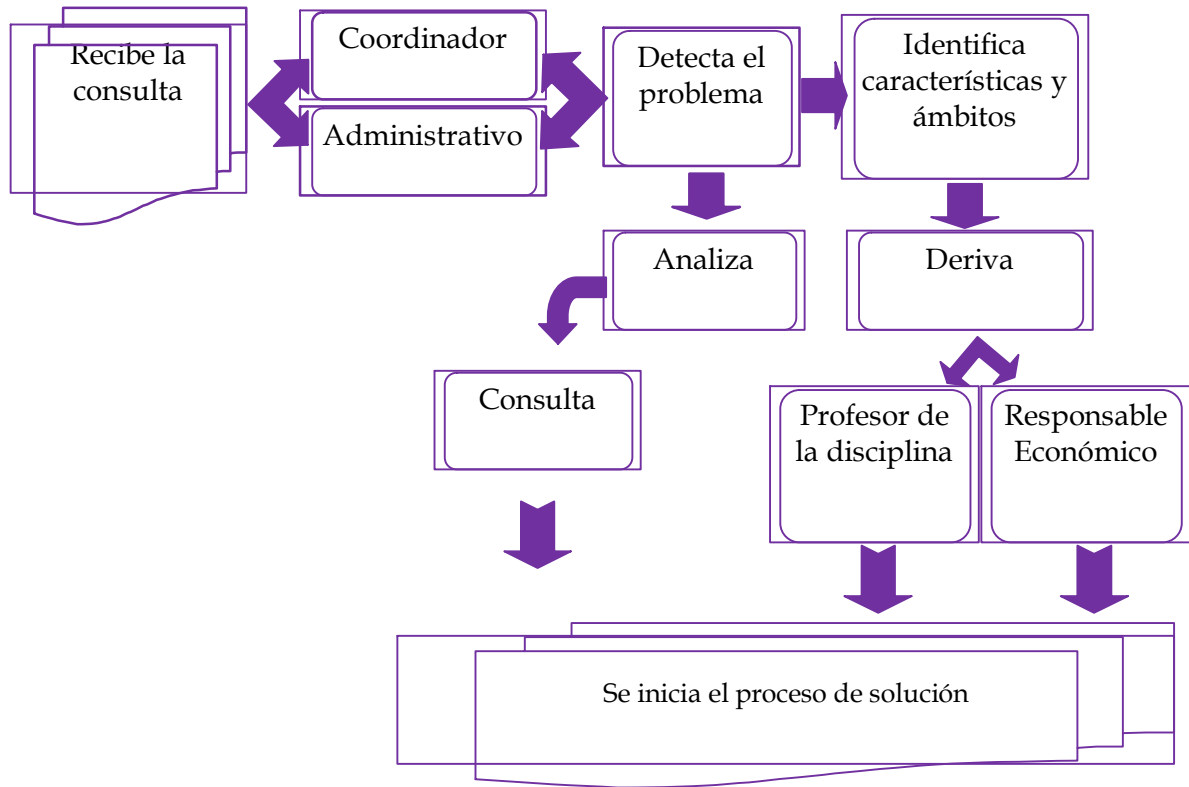 Recibe la
consulta
Coordinador
Administrativo
Detecta el
problema
Identifica
características y
ámbitos
Analiza
Deriva
Consulta
Profesor de
la disciplina
Responsable
Económico
Se inicia el proceso de solución